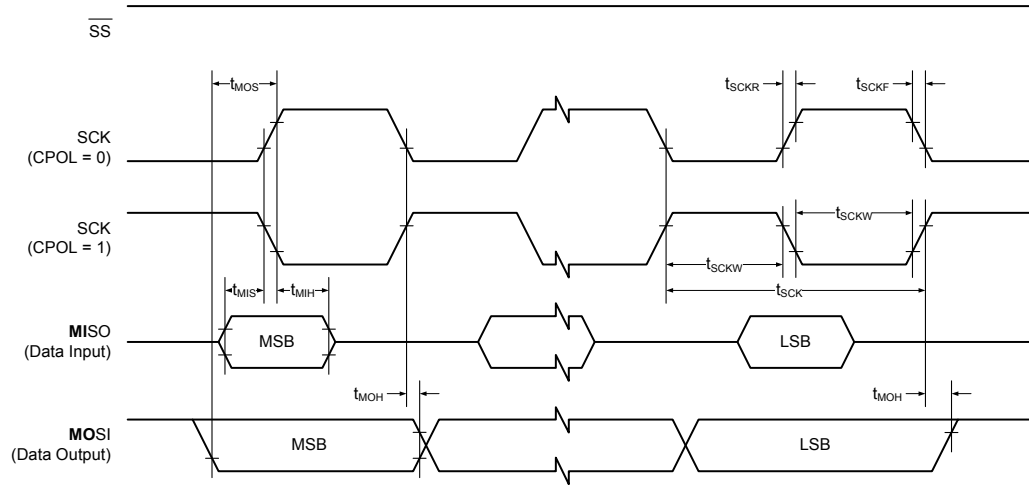 SS
tMOS
tSCKR
tSCKF
SCK
(CPOL = 0)
SCK
(CPOL = 1)
tSCKW
tSCKW
tMIS
tMIH
tSCK
MISO
(Data Input)
MSB
LSB
tMOH
tMOH
MOSI
(Data Output)
MSB
LSB